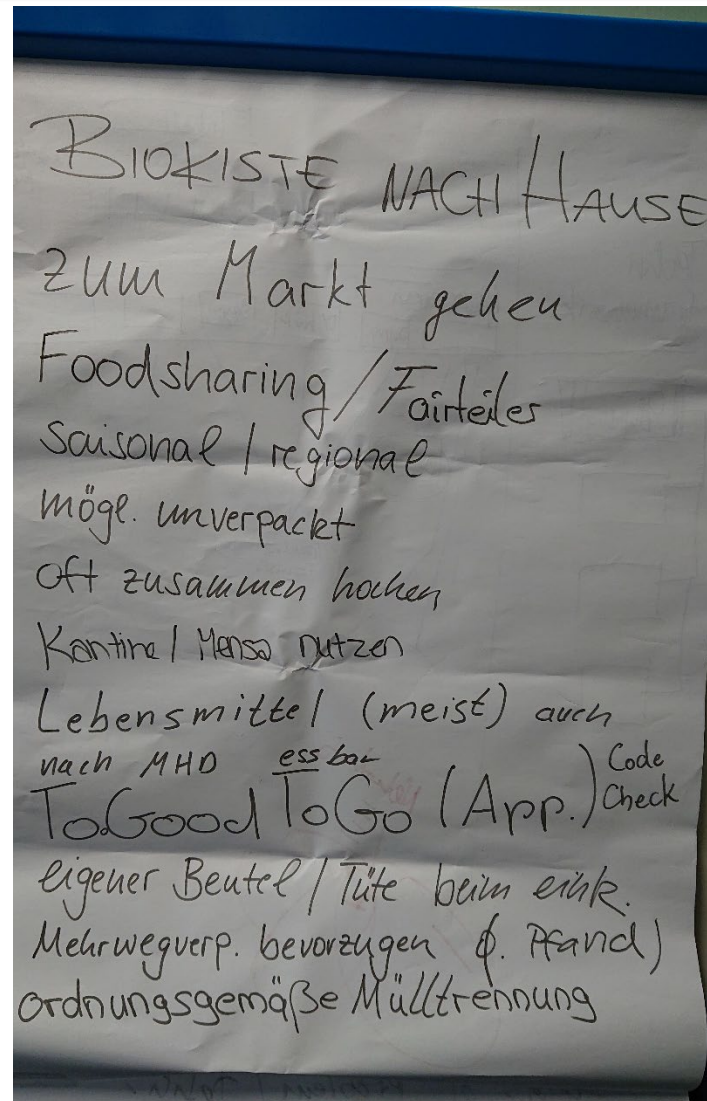 BIOKISTE NACH HAUSE
zum Markt gehen
Foodsharing / Fairteiler
saisonal / regional
mögl. unverpackt
oft zusammen kochen
Kantine / Mensa nutzen
Lebensmittel (meist) auch
nach MHD essbar
ToGoodToGo (App.) Code
Check
eigener Beutel / Tüte beim eink.
Mehrwegverp. bevorzugen Pfand)
ordnungsgemäße Mülltrennung